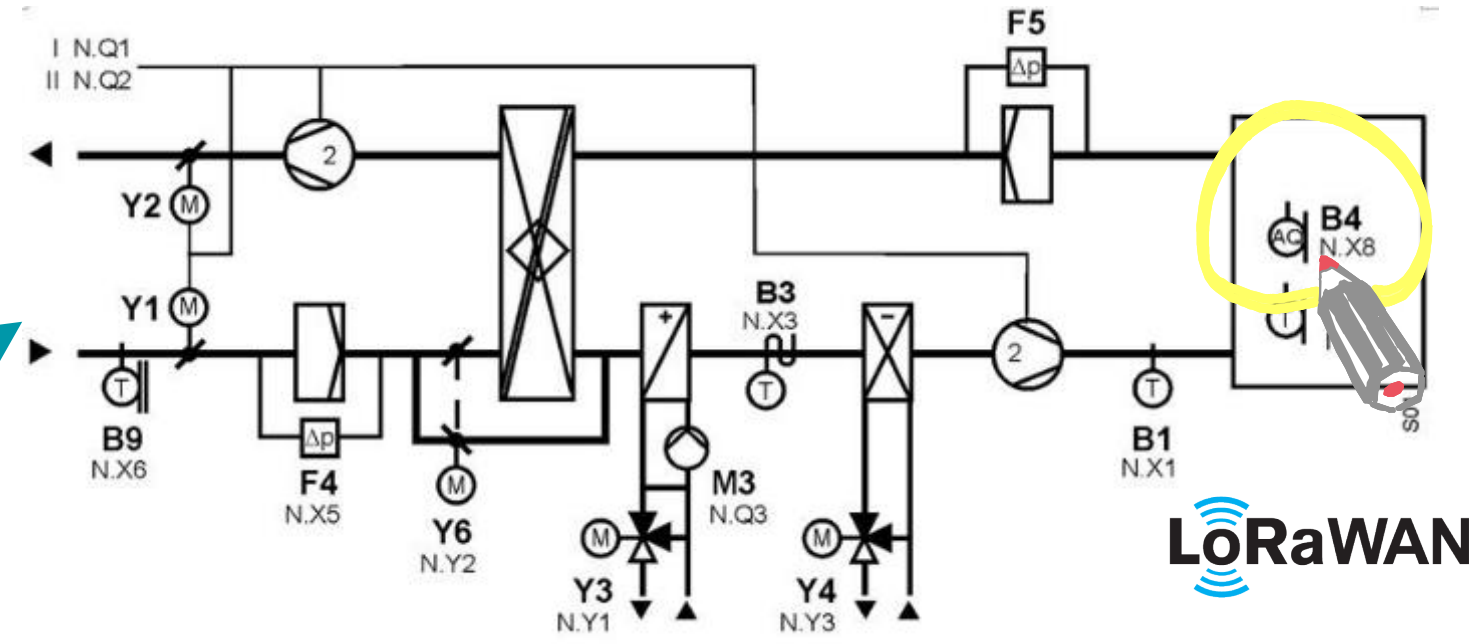 I N.Q1
II N.Q2
F5
Δp
2
Y2
M
AQ
B4
N.X8
Y1
M
B3
N.X3
+
-
T
T
2
T
T
B9
N.X6
Δp
F4
N.X5
M
Y6
N.Y2
M3
N.Q3
B1
N.X1
M
Y3
N.Y1
M
Y4
N.Y3
LoRaWAN